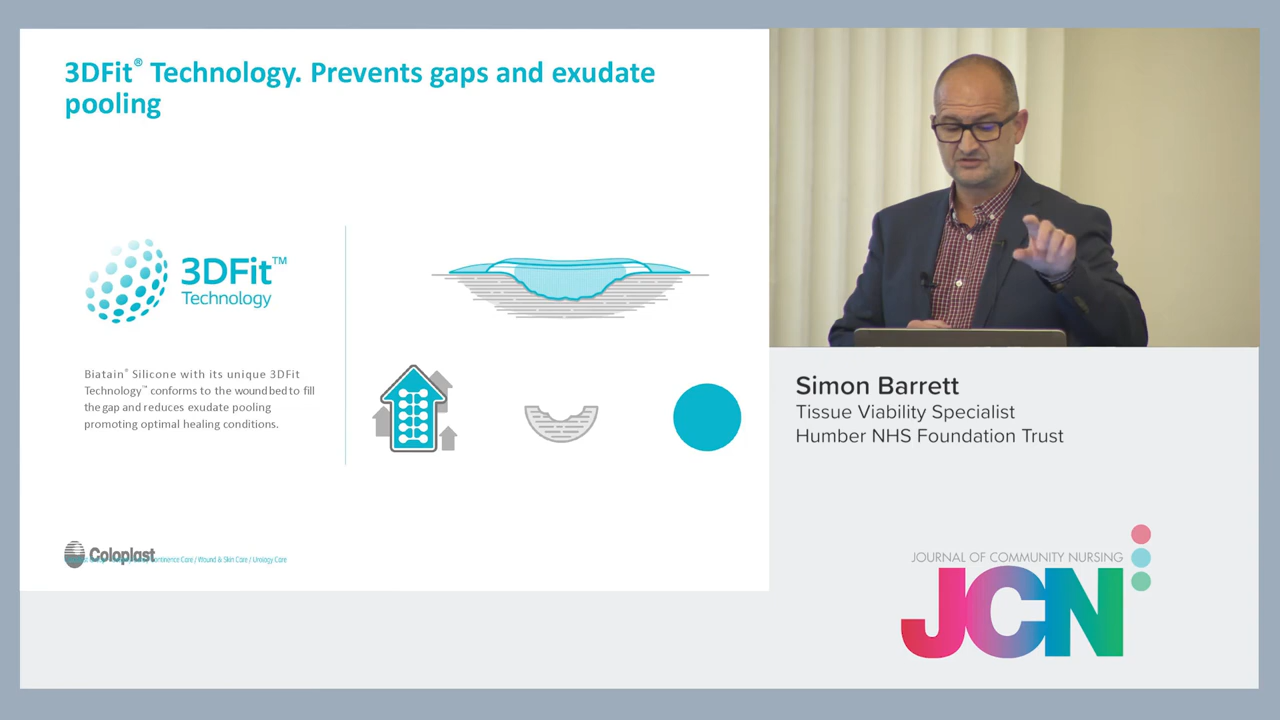 3DFit® Technology. Prevents gaps and exudate
pooling
3DFit™
Technology
Biatain® Silicone with its unique 3DFit
Technology™ conforms to the wound bed to fill
the gap and reduces exudate pooling
promoting optimal healing conditions.
Coloplast
Continence Care / Wound & Skin Care / Urology Care
Simon Barrett
Tissue Viability Specialist
Humber NHS Foundation Trust
JOURNAL OF COMMUNITY NURSING
JCN